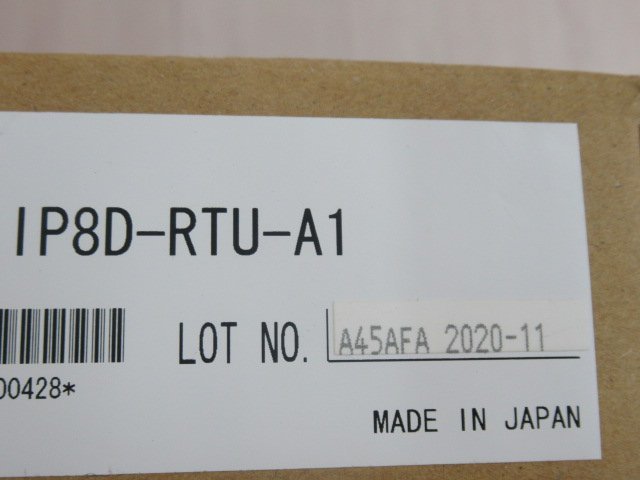 IP8D-RTU-A1
LOT NO. A45AFA 2020-11
00428*
MADE IN JAPAN